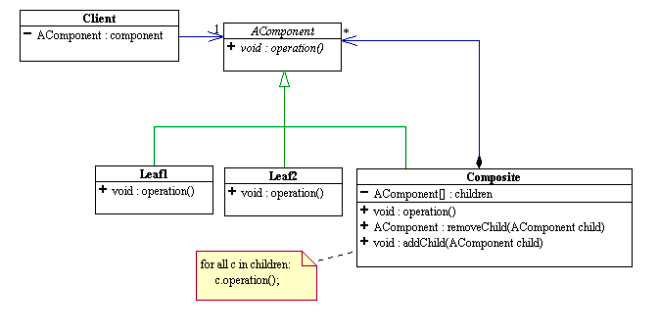 Client
− AComponent : component
1
AComponent
+ void : operation()
*
Leaf1
+ void : operation()
Leaf2
+ void : operation()
Composite
− AComponent[] : children
+ void : operation()
+ AComponent : removeChild(AComponent child)
+ void : addChild(AComponent child)
for all c in children:
c.operation();